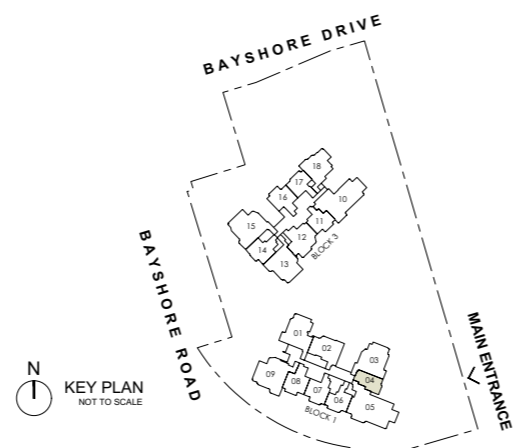 BAYSHORE DRIVE
18
17
16
10
15
11
12
14
13
BLOCK 3
BAYSHORE ROAD
01
02
03
09
08
07
06
04
05
BLOCK 1
MAIN ENTRANCE
N
KEY PLAN
NOT TO SCALE